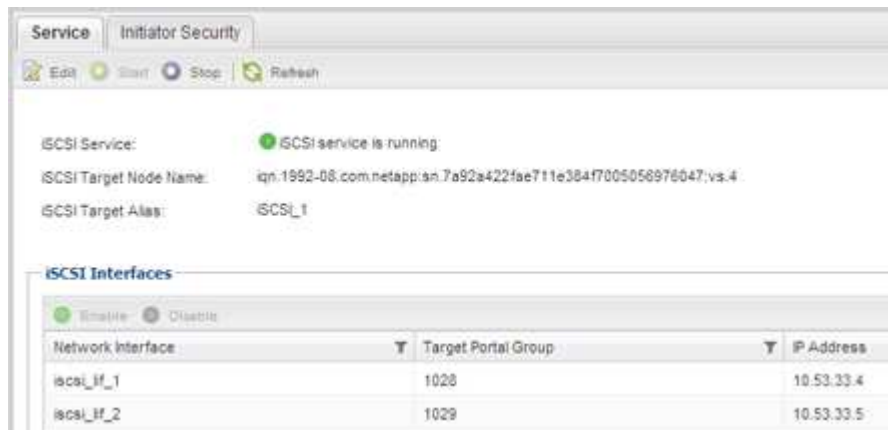 Service Initiator Security
Edit Start Stop Refresh
iSCSI Service: iSCSI service is running
iSCSI Target Node Name: iqn.1992-08.com.netapp:sn.7a92a422fae711e384f7005056976047:vs.4
iSCSI Target Alias: iSCSI_1
iSCSI Interfaces
Enable Disable
Network Interface Target Portal Group IP Address
iscsi_lif_1 1028 10.53.33.4
iscsi_lif_2 1029 10.53.33.5